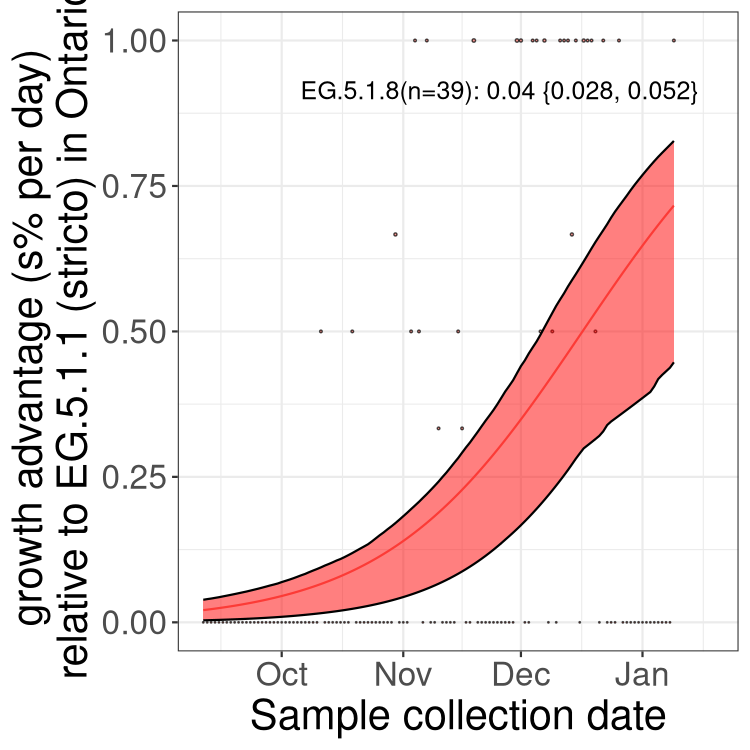 growth advantage (s% per day)
relative to EG.5.1.1 (stricto) in Ontario
1.00
0.75
0.50
0.25
0.00
EG.5.1.8(n=39): 0.04 {0.028, 0.052}
Oct Nov Dec Jan
Sample collection date